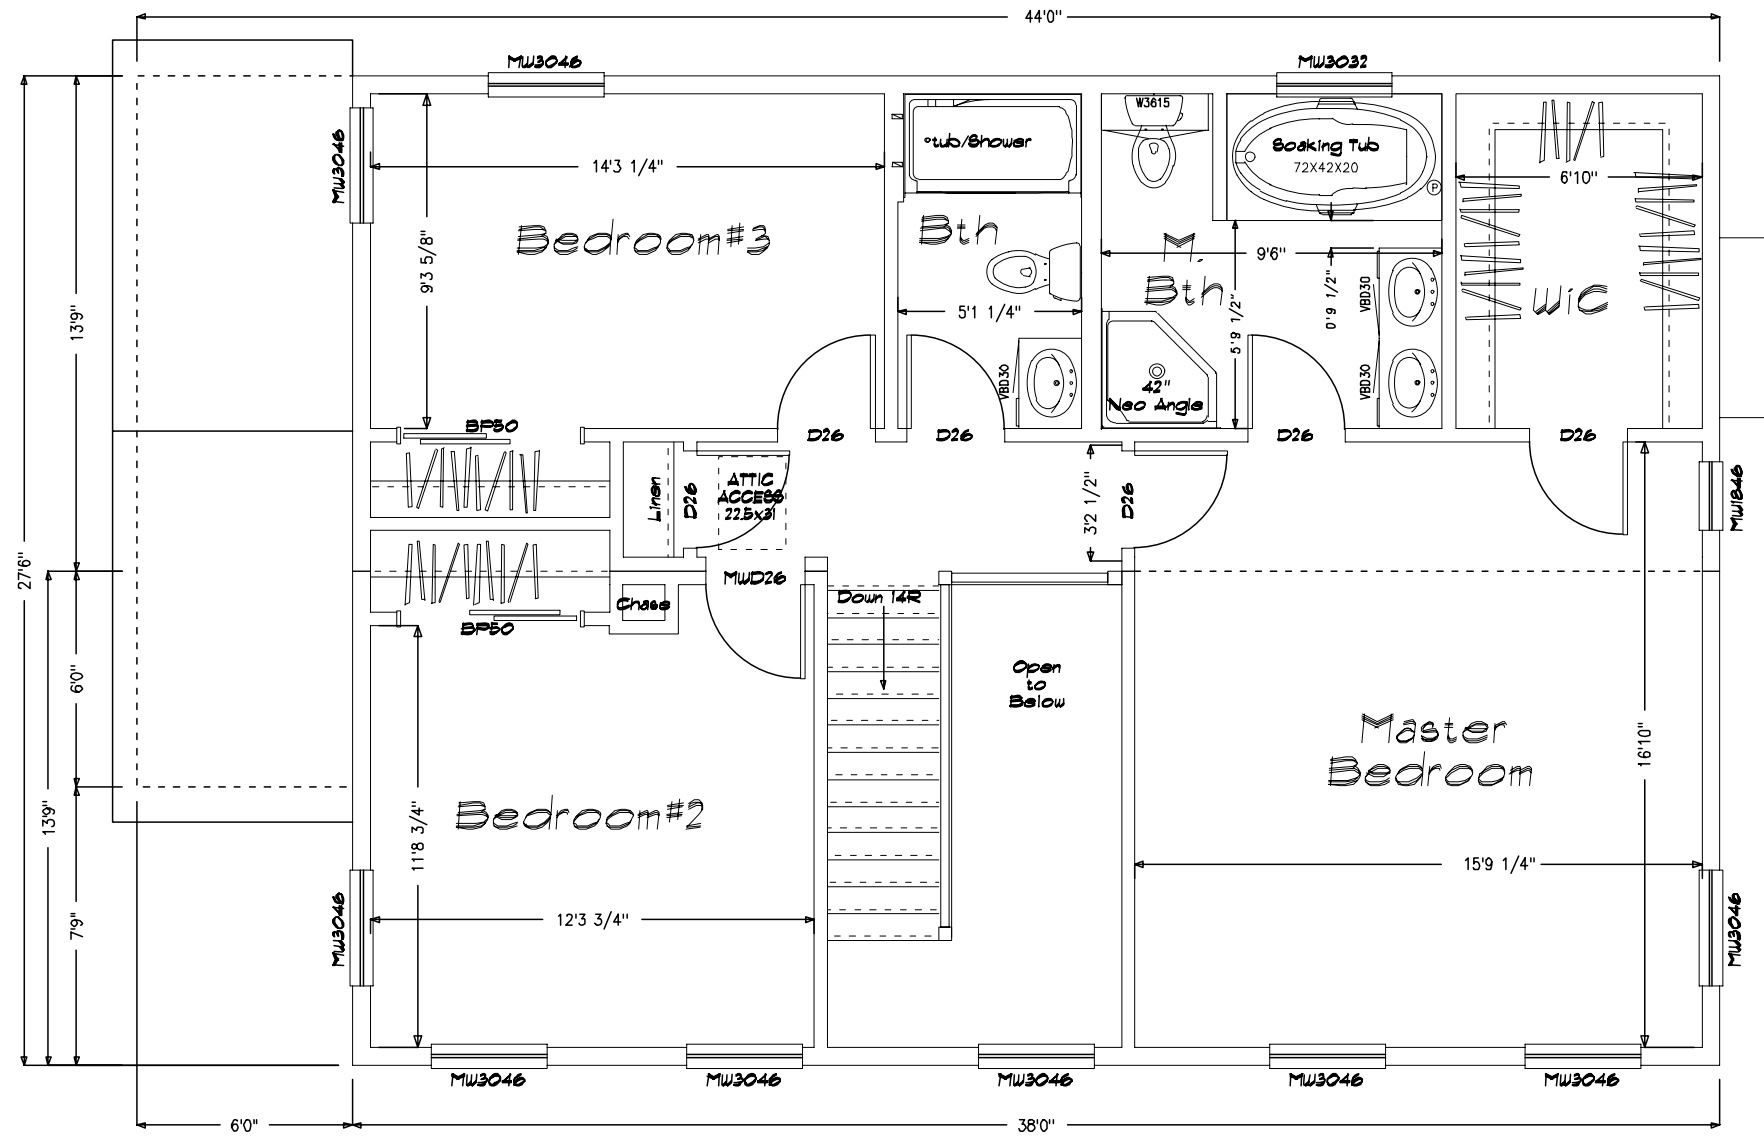 44'0"
MW3046
MW3032
MW3046
W3615
tub/Shower
Soaking Tub
72X42X20
P
14'3 1/4"
6'10"
9'3 5/8"
Bedroom#3
Bth
M.
Bth
9'6"
5'9 1/2"
0'9 1/2"
VBD30
VBD30
WiC
5'1 1/4"
VBD30
42"
Neo Angle
13'9"
27'6"
BP50
D26
D26
D26
D26
Linen
D26
ATTIC
ACCESS
22.5x31
3'2 1/2"
D26
MW1846
MWD26
Chase
BP50
Down 14R
Open
to
Below
6'0"
13'9"
7'9"
11'8 3/4"
Bedroom#2
12'3 3/4"
Master
Bedroom
16'10"
15'9 1/4"
MW3046
MW3046
MW3046
MW3046
MW3046
MW3046
MW3046
6'0"
38'0"